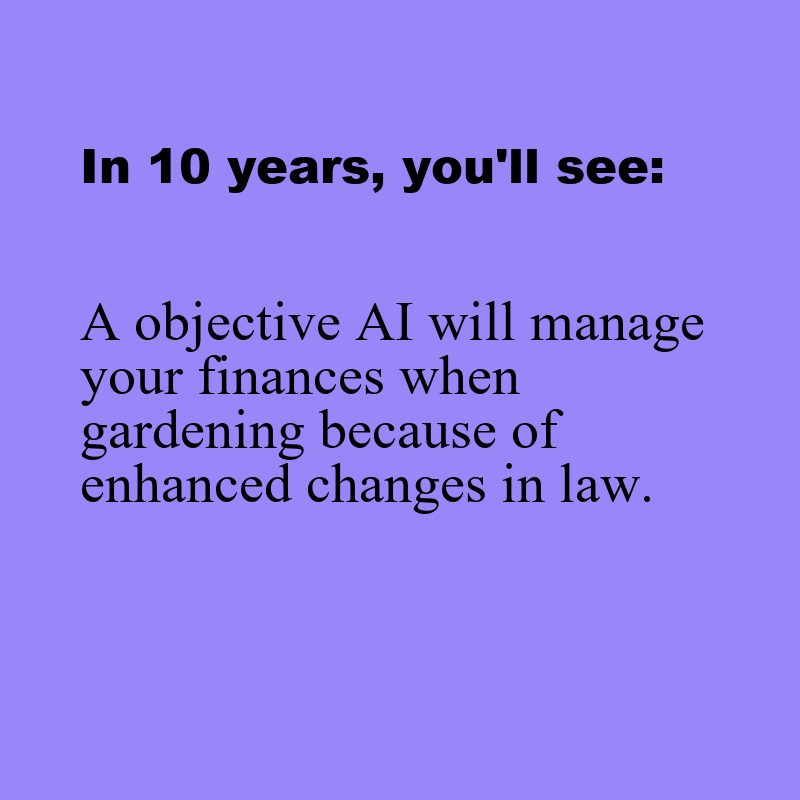 In 10 years, you'll see:
A objective AI will manage
your finances when
gardening because of
enhanced changes in law.